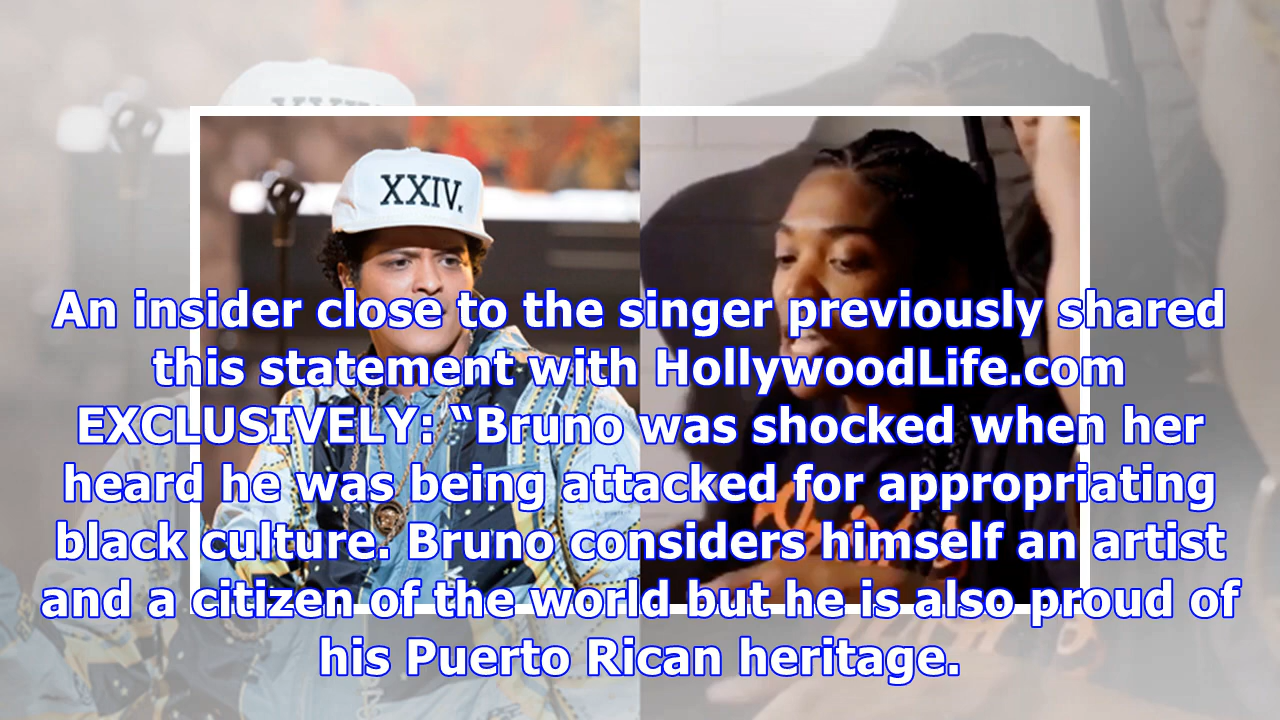 XXIV.
An insider close to the singer previously shared
this statement with HollywoodLife.com
EXCLUSIVELY: “Bruno was shocked when her
heard he was being attacked for appropriating
black culture. Bruno considers himself an artist
and a citizen of the world but he is also proud of
his Puerto Rican heritage.